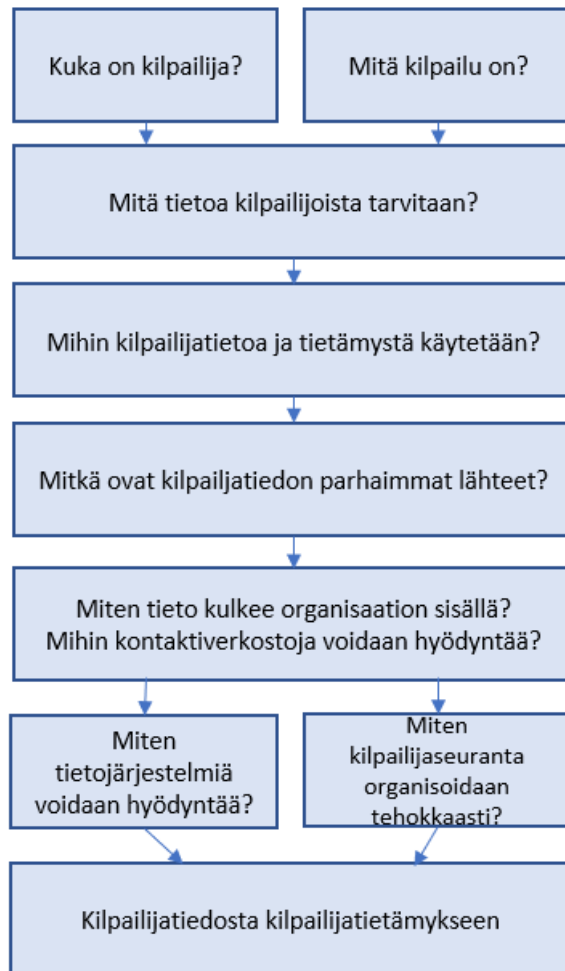 Kuka on kilpailija?
Mitä kilpailu on?
Mitä tietoa kilpailijoista tarvitaan?
Mihin kilpailijatietoa ja tietämystä käytetään?
Mitkä ovat kilpailjatiedon parhaimmat lähteet?
Miten tieto kulkee organisaation sisällä?
Mihin kontaktiverkostoja voidaan hyödyntää?
Miten
tietojärjestelmiä
voidaan hyödyntää?
Miten
kilpailijaseuranta
organisoidaan
tehokkaasti?
Kilpailijatiedosta kilpailijatietämykseen